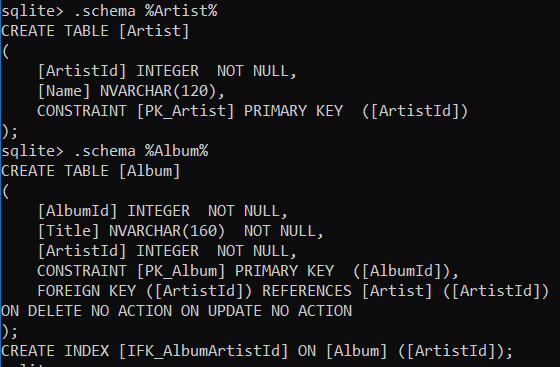 sqlite> .schema %Artist%
CREATE TABLE [Artist]
(
    [ArtistId] INTEGER  NOT NULL,
    [Name] NVARCHAR(120),
    CONSTRAINT [PK_Artist] PRIMARY KEY  ([ArtistId])
);
sqlite> .schema %Album%
CREATE TABLE [Album]
(
    [AlbumId] INTEGER  NOT NULL,
    [Title] NVARCHAR(160)  NOT NULL,
    [ArtistId] INTEGER  NOT NULL,
    CONSTRAINT [PK_Album] PRIMARY KEY  ([AlbumId]),
    FOREIGN KEY ([ArtistId]) REFERENCES [Artist] ([ArtistId])
ON DELETE NO ACTION ON UPDATE NO ACTION
);
CREATE INDEX [IFK_AlbumArtistId] ON [Album] ([ArtistId]);